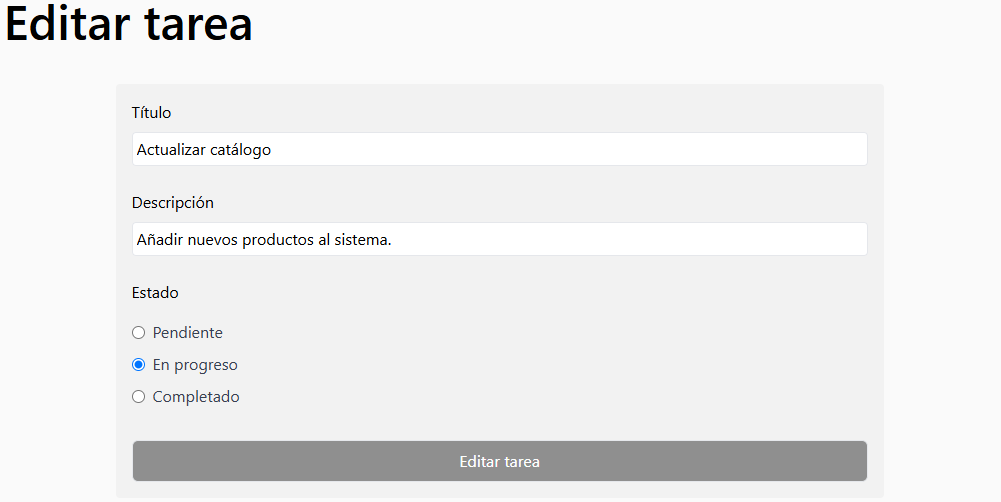 Editar tarea
Título
Actualizar catálogo
Descripción
Añadir nuevos productos al sistema.
Estado
Pendiente
En progreso
Completado
Editar tarea